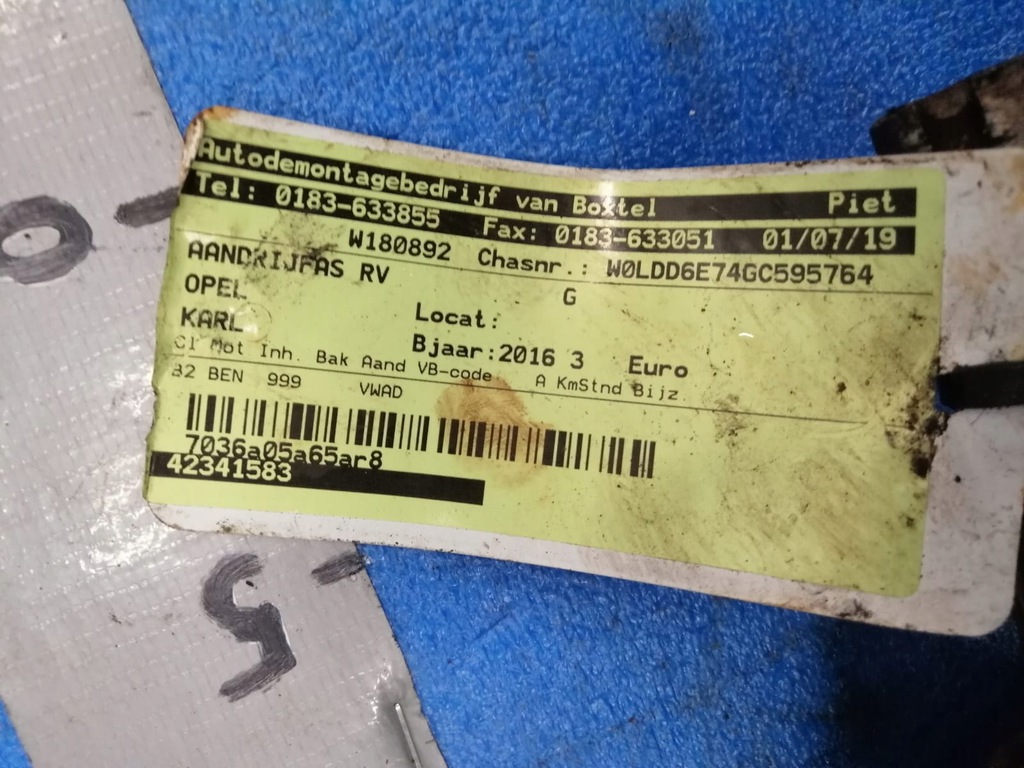 Autodemontagebedrijf van Boxtel Piet
Tel: 0183-633855 Fax: 0183-633051 01/07/19
W180892 Chasnr.: W0LDD6E74GC595764
AANDRIJFAS RV G
OPEL Locat:
KARL Bjaar:2016 3 Euro
Cl Mot Inh. Bak Aand VB-code A KmStnd Bijz.
B2 BEN 999 VWAD
7036a05a65ar8
42341583
5